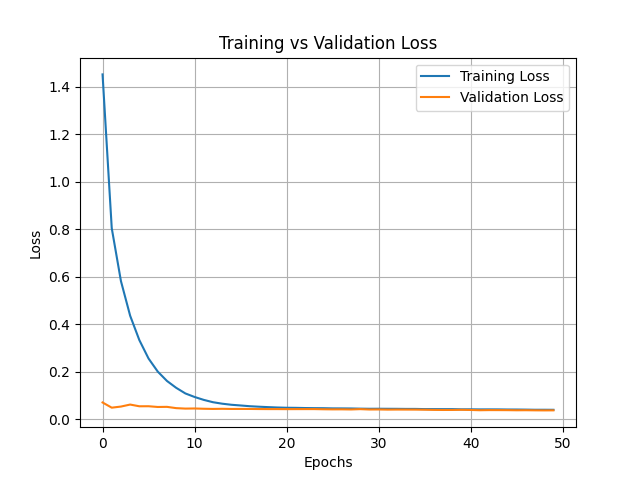 Training vs Validation Loss
Training Loss
Validation Loss
1.4
1.2
1.0
0.8
0.6
0.4
0.2
0.0
Loss
0 10 20 30 40 50
Epochs